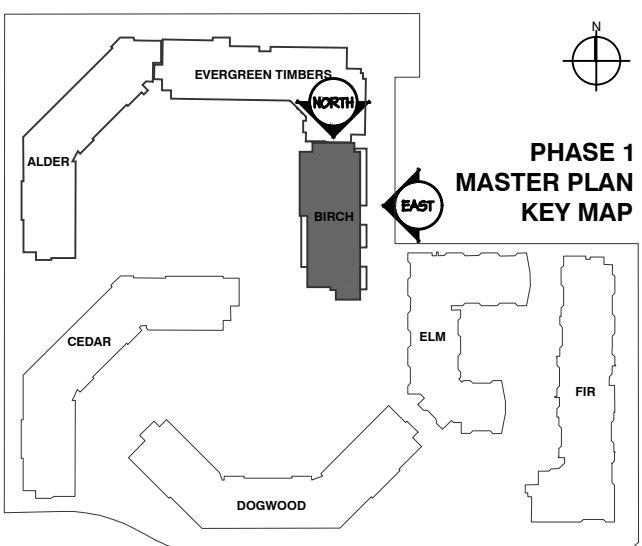 N
EVERGREEN TIMBERS
NORTH
ALDER
PHASE 1
MASTER PLAN
KEY MAP
EAST
BIRCH
CEDAR
ELM
FIR
DOGWOOD